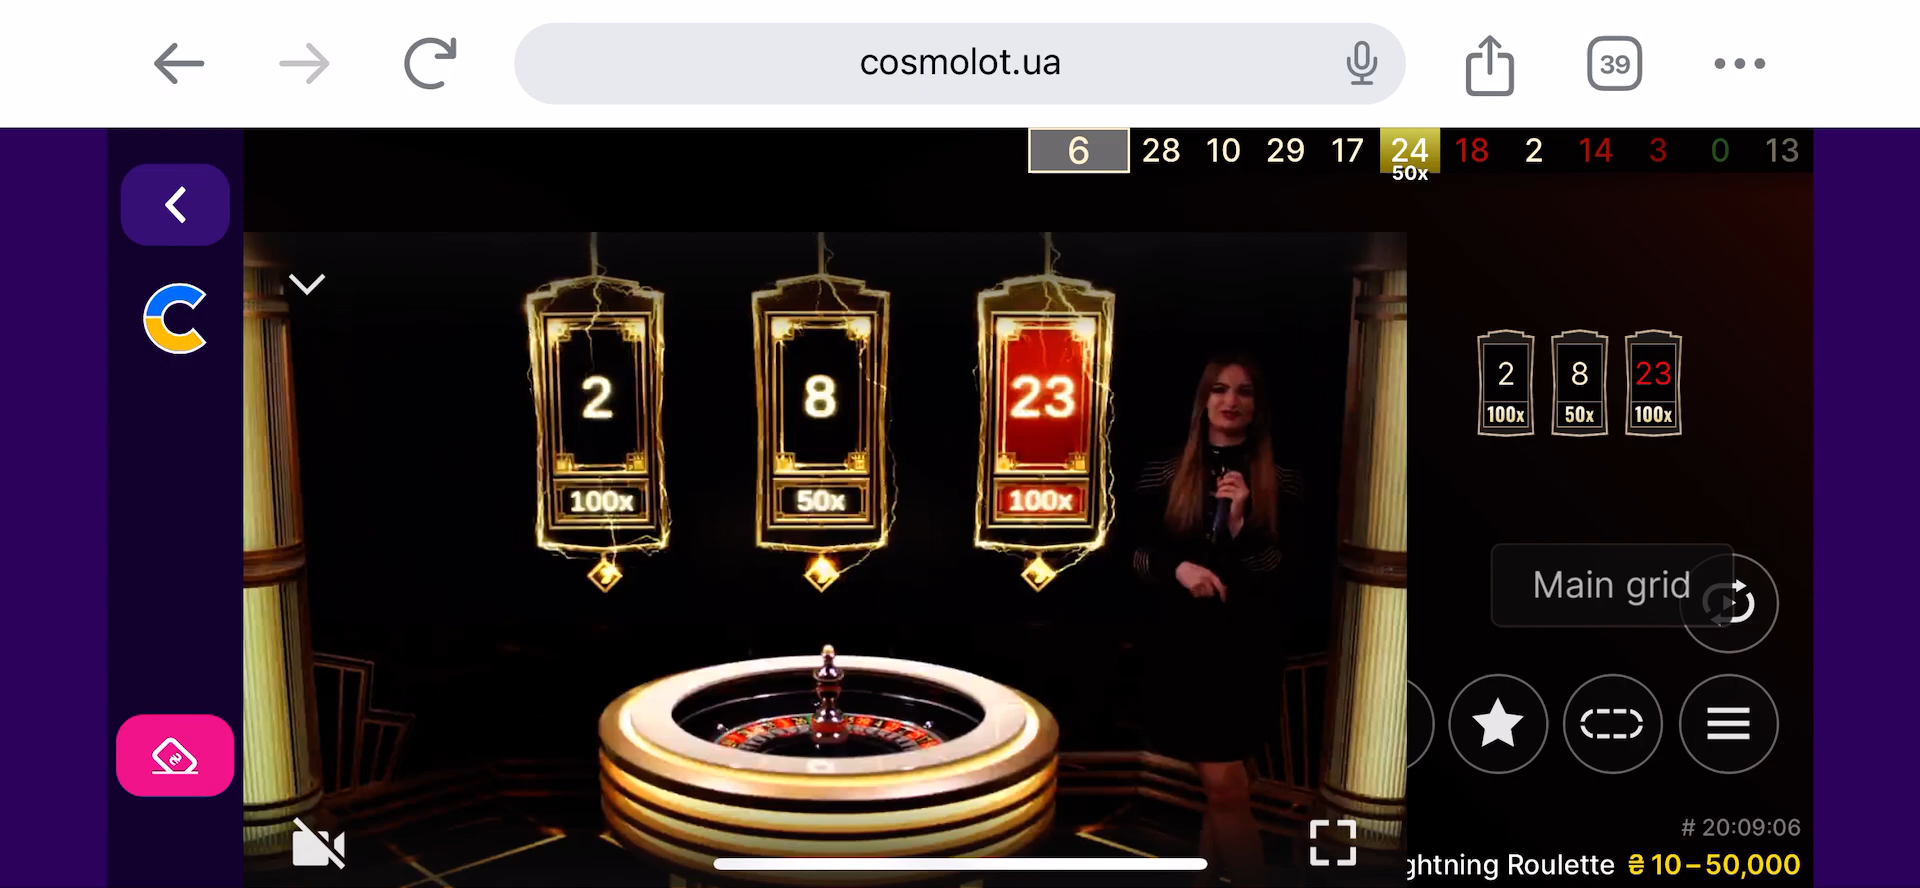 cosmolot.ua
39
6 28 10 29 17 24 18 2 14 3 0 13
50x
2 8 23
100x 50x 100x
2 8 23
100x 50x 100x
Main grid
# 20:09:06
ghtning Roulette ₴ 10 – 50,000